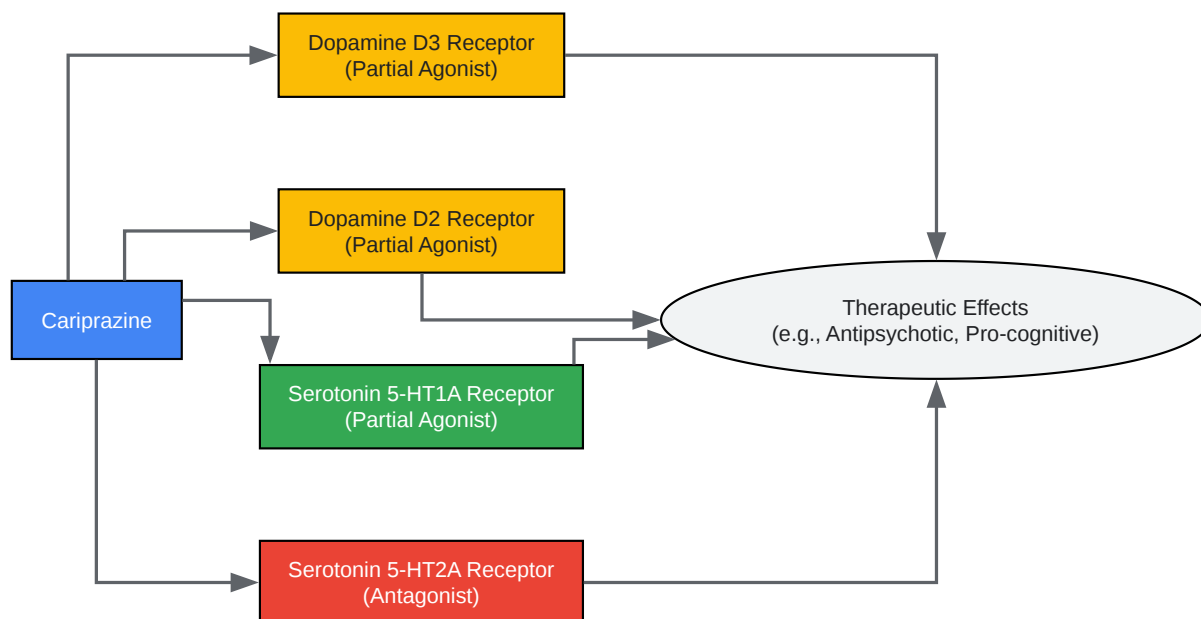 Dopamine D3 Receptor
(Partial Agonist)
Dopamine D2 Receptor
(Partial Agonist)
Cariprazine
Therapeutic Effects
(e.g., Antipsychotic, Pro-cognitive)
Serotonin 5-HT1A Receptor
(Partial Agonist)
Serotonin 5-HT2A Receptor
(Antagonist)